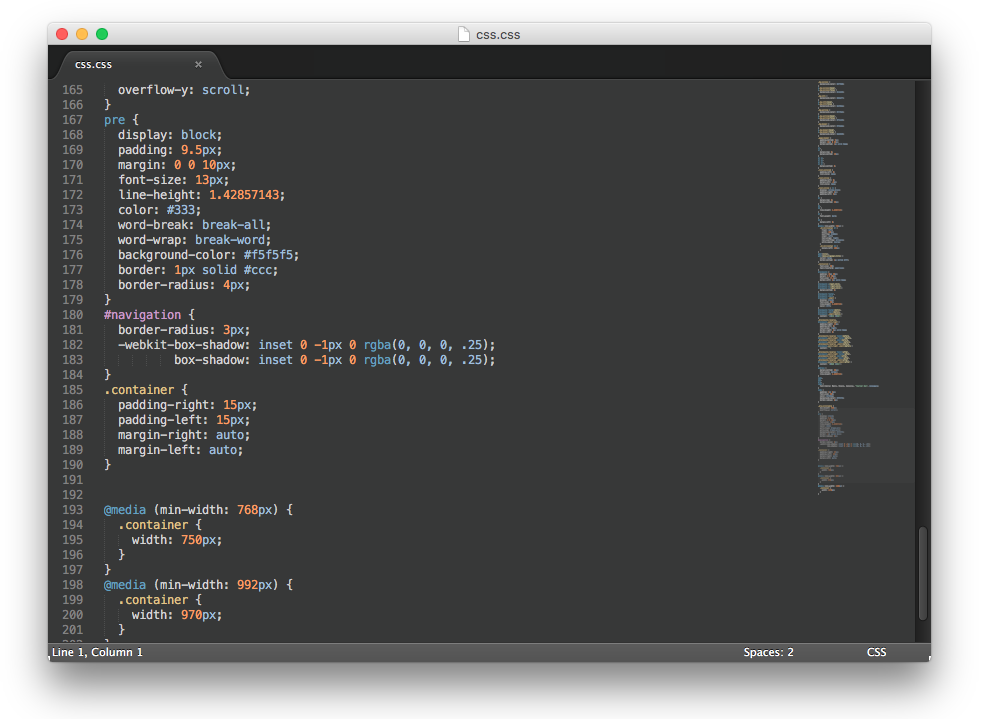 css.css
css.css ×
165 overflow-y: scroll;
166 }
167 pre {
168 display: block;
169 padding: 9.5px;
170 margin: 0 0 10px;
171 font-size: 13px;
172 line-height: 1.42857143;
173 color: #333;
174 word-break: break-all;
175 word-wrap: break-word;
176 background-color: #f5f5f5;
177 border: 1px solid #ccc;
178 border-radius: 4px;
179 }
180 #navigation {
181 border-radius: 3px;
182 -webkit-box-shadow: inset 0 -1px 0 rgba(0, 0, 0, .25);
183 box-shadow: inset 0 -1px 0 rgba(0, 0, 0, .25);
184 }
185 .container {
186 padding-right: 15px;
187 padding-left: 15px;
188 margin-right: auto;
189 margin-left: auto;
190 }
191
192
193 @media (min-width: 768px) {
194 .container {
195 width: 750px;
196 }
197 }
198 @media (min-width: 992px) {
199 .container {
200 width: 970px;
201 }
Line 1, Column 1 Spaces: 2 CSS